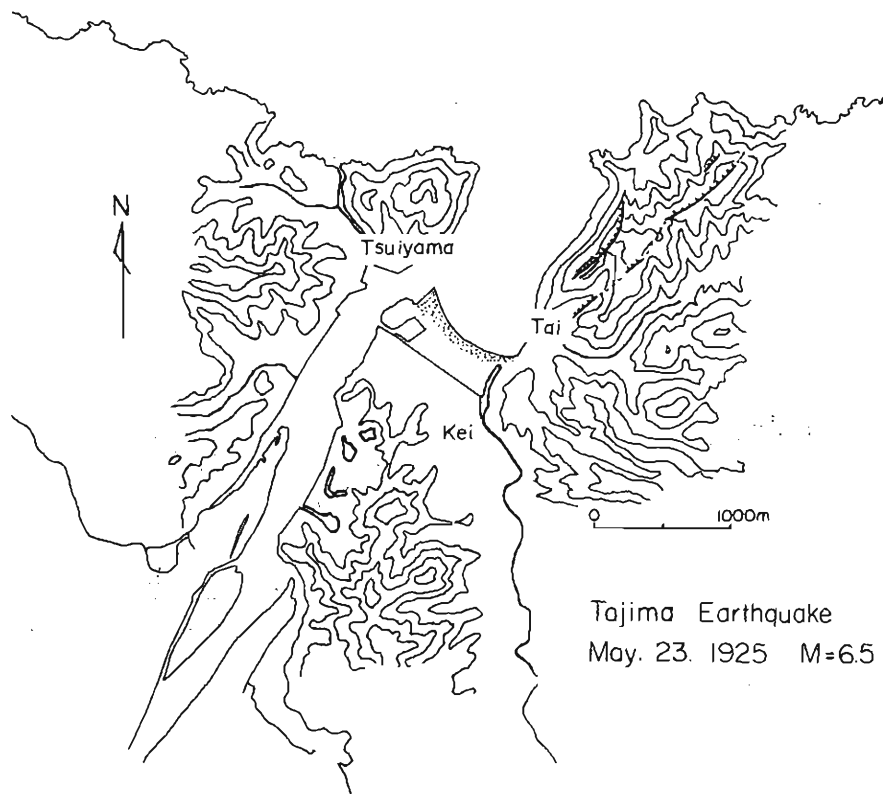 N
Tsuiyama
Tai
Kei
0 1000m
Tajima Earthquake
May. 23. 1925 M=6.5